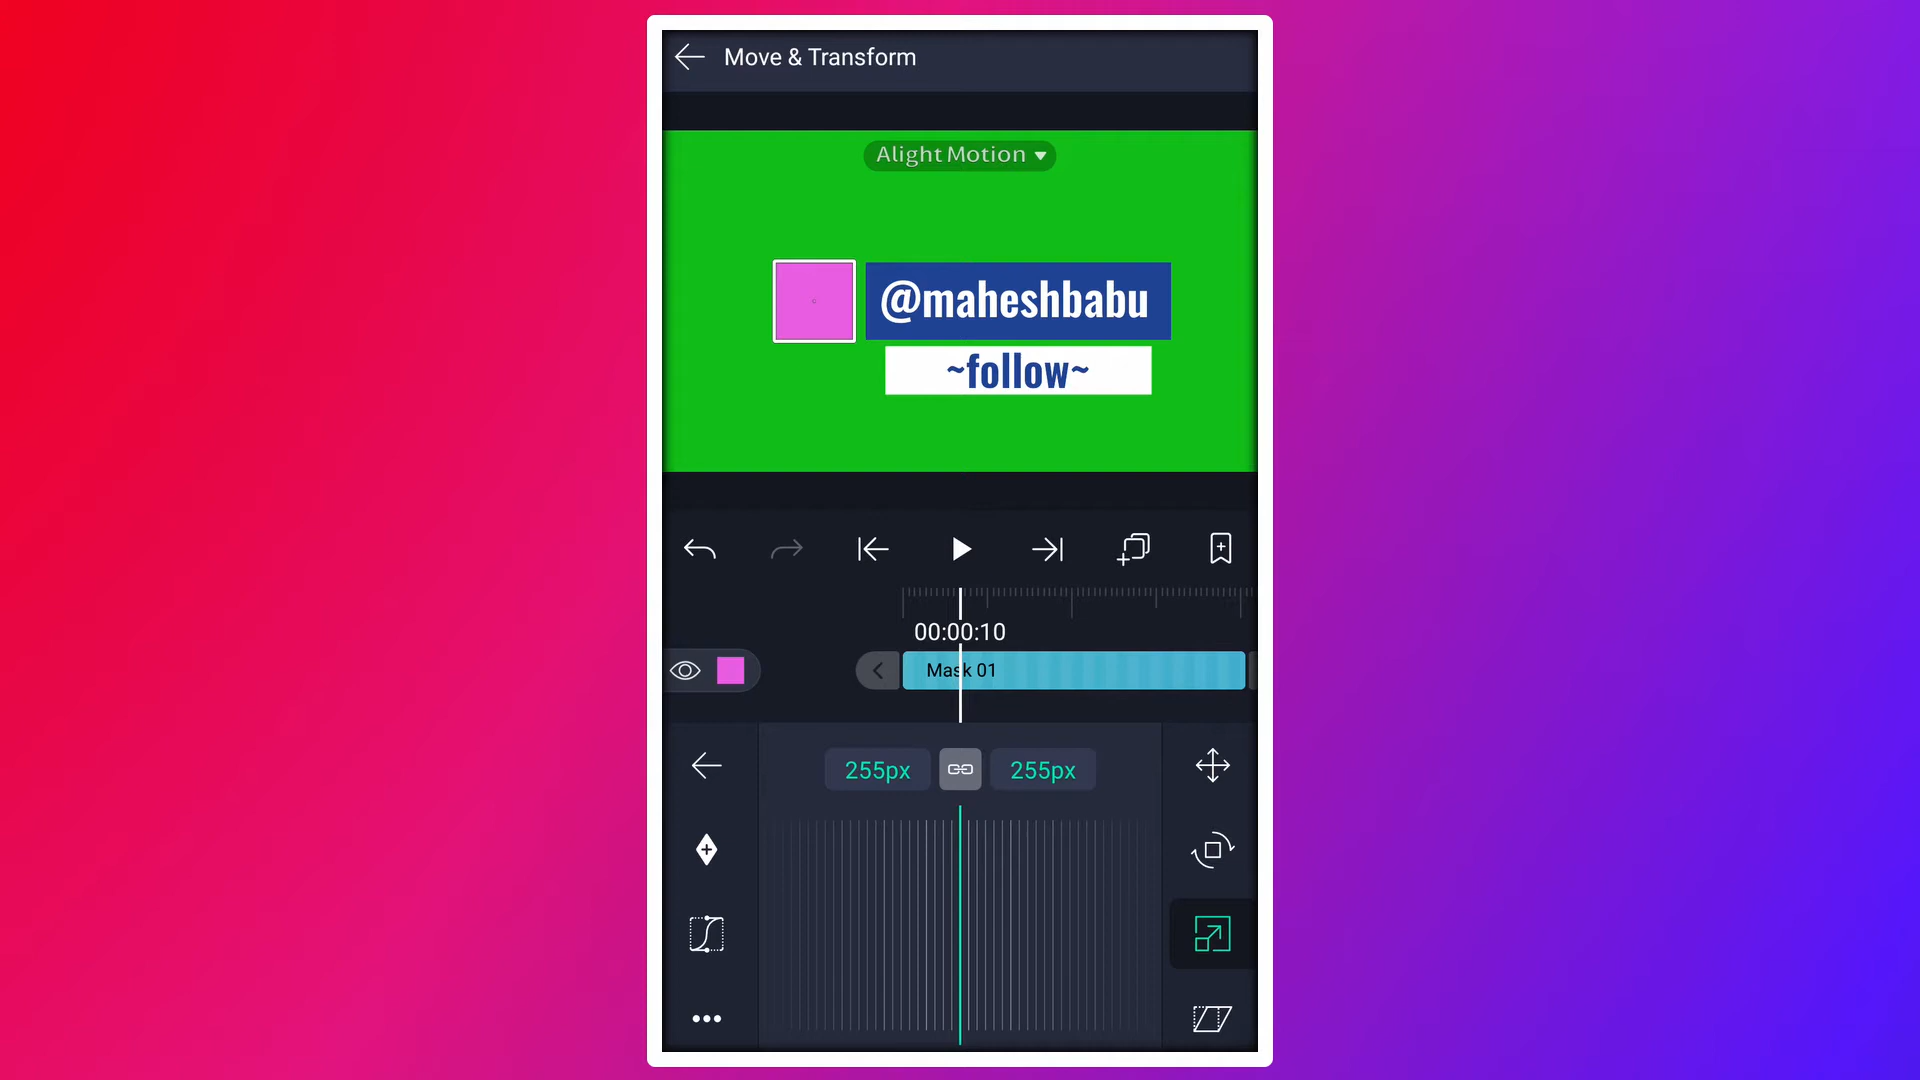 Move & Transform
Alight Motion
@maheshbabu
~follow~
00:00:10
Mask 01
255px 255px